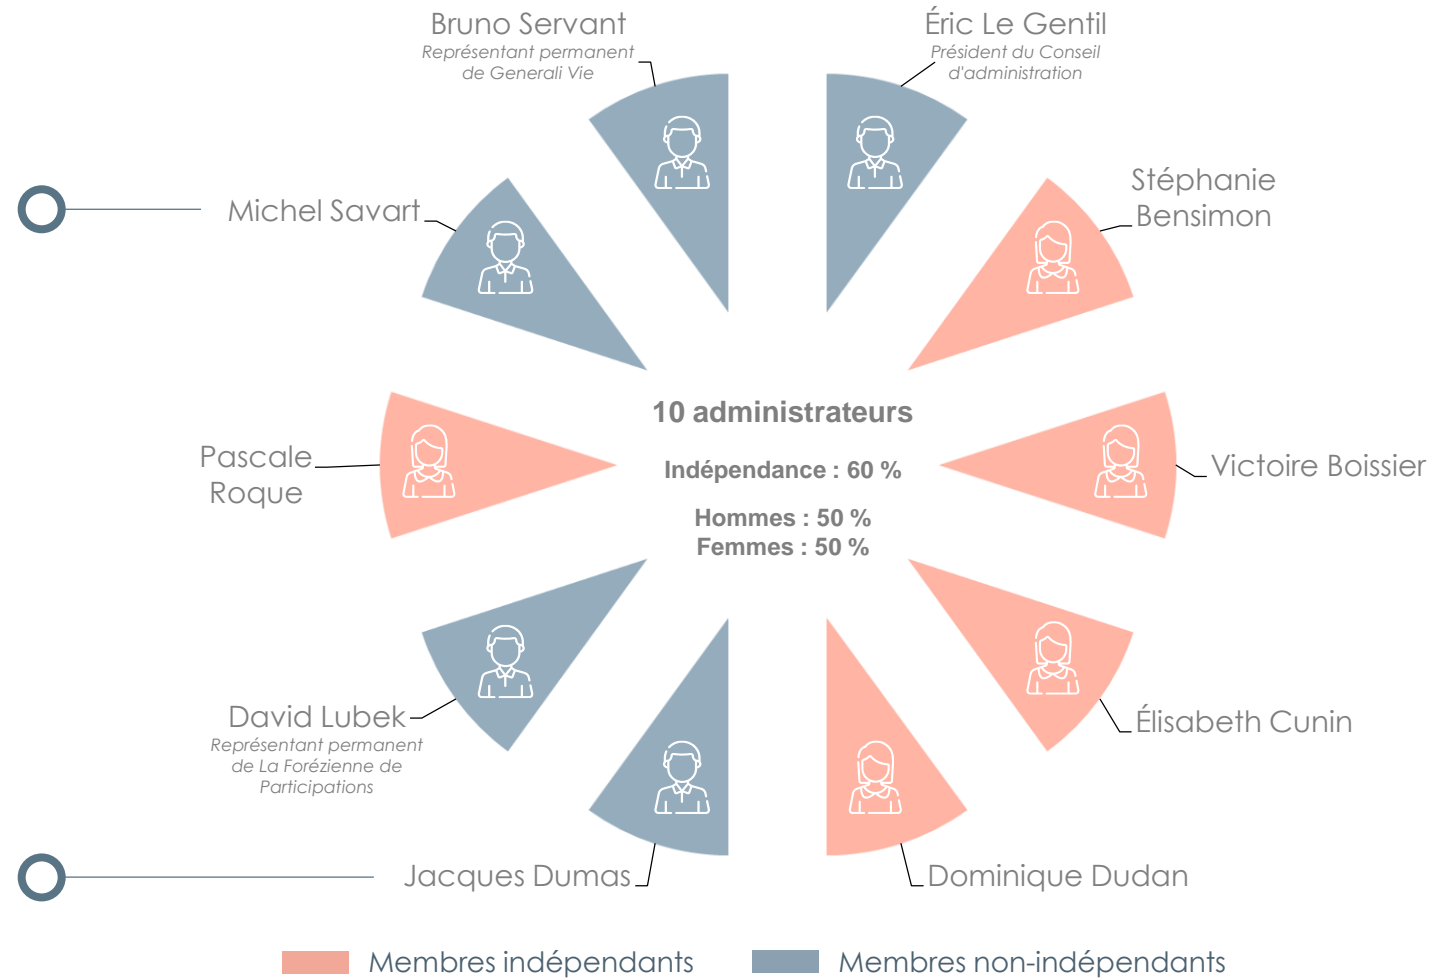 Bruno Servant
Représentant permanent
de Generali Vie
Éric Le Gentil
Président du Conseil
d'administration
Stéphanie
Bensimon
Michel Savart
10 administrateurs
Indépendance : 60 %
Hommes : 50 %
Femmes : 50 %
Pascale
Roque
Victoire Boissier
David Lubek
Représentant permanent
de La Forézienne de
Participations
Élisabeth Cunin
Jacques Dumas
Dominique Dudan
Membres indépendants
Membres non-indépendants